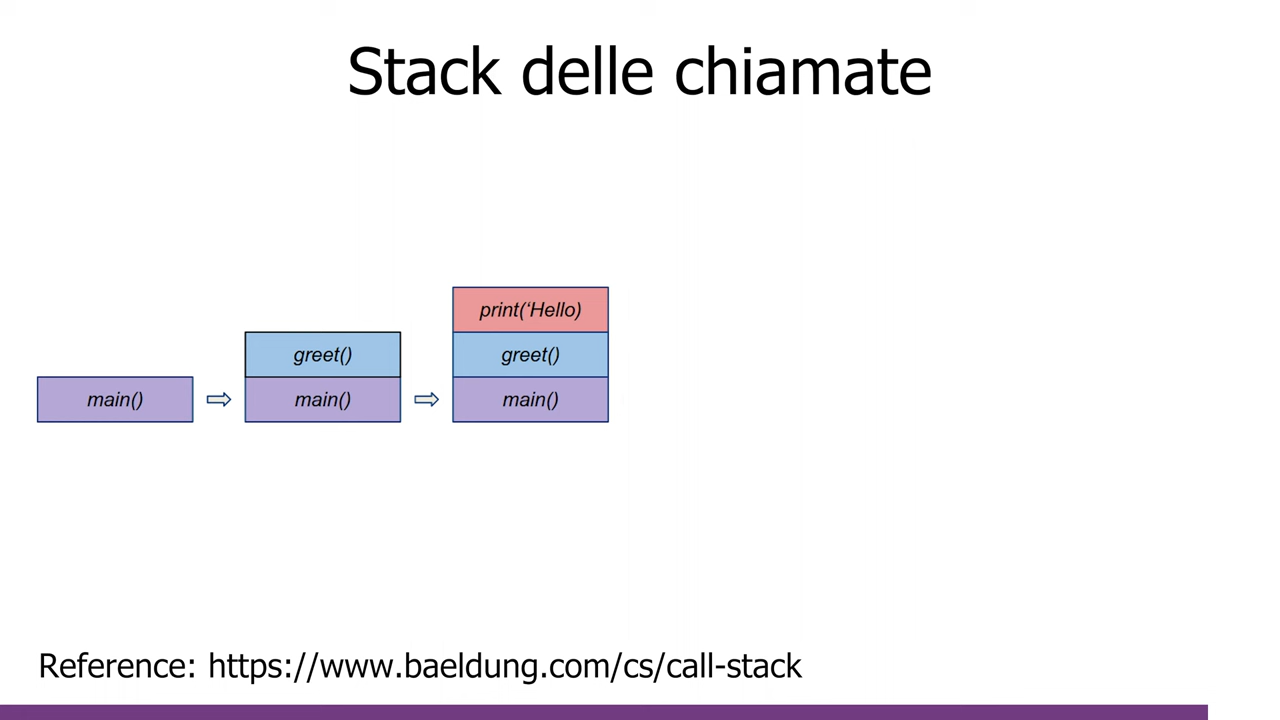 Stack delle chiamate
print(‘Hello)
greet()
greet()
main()
main()
main()
Reference: https://www.baeldung.com/cs/call-stack